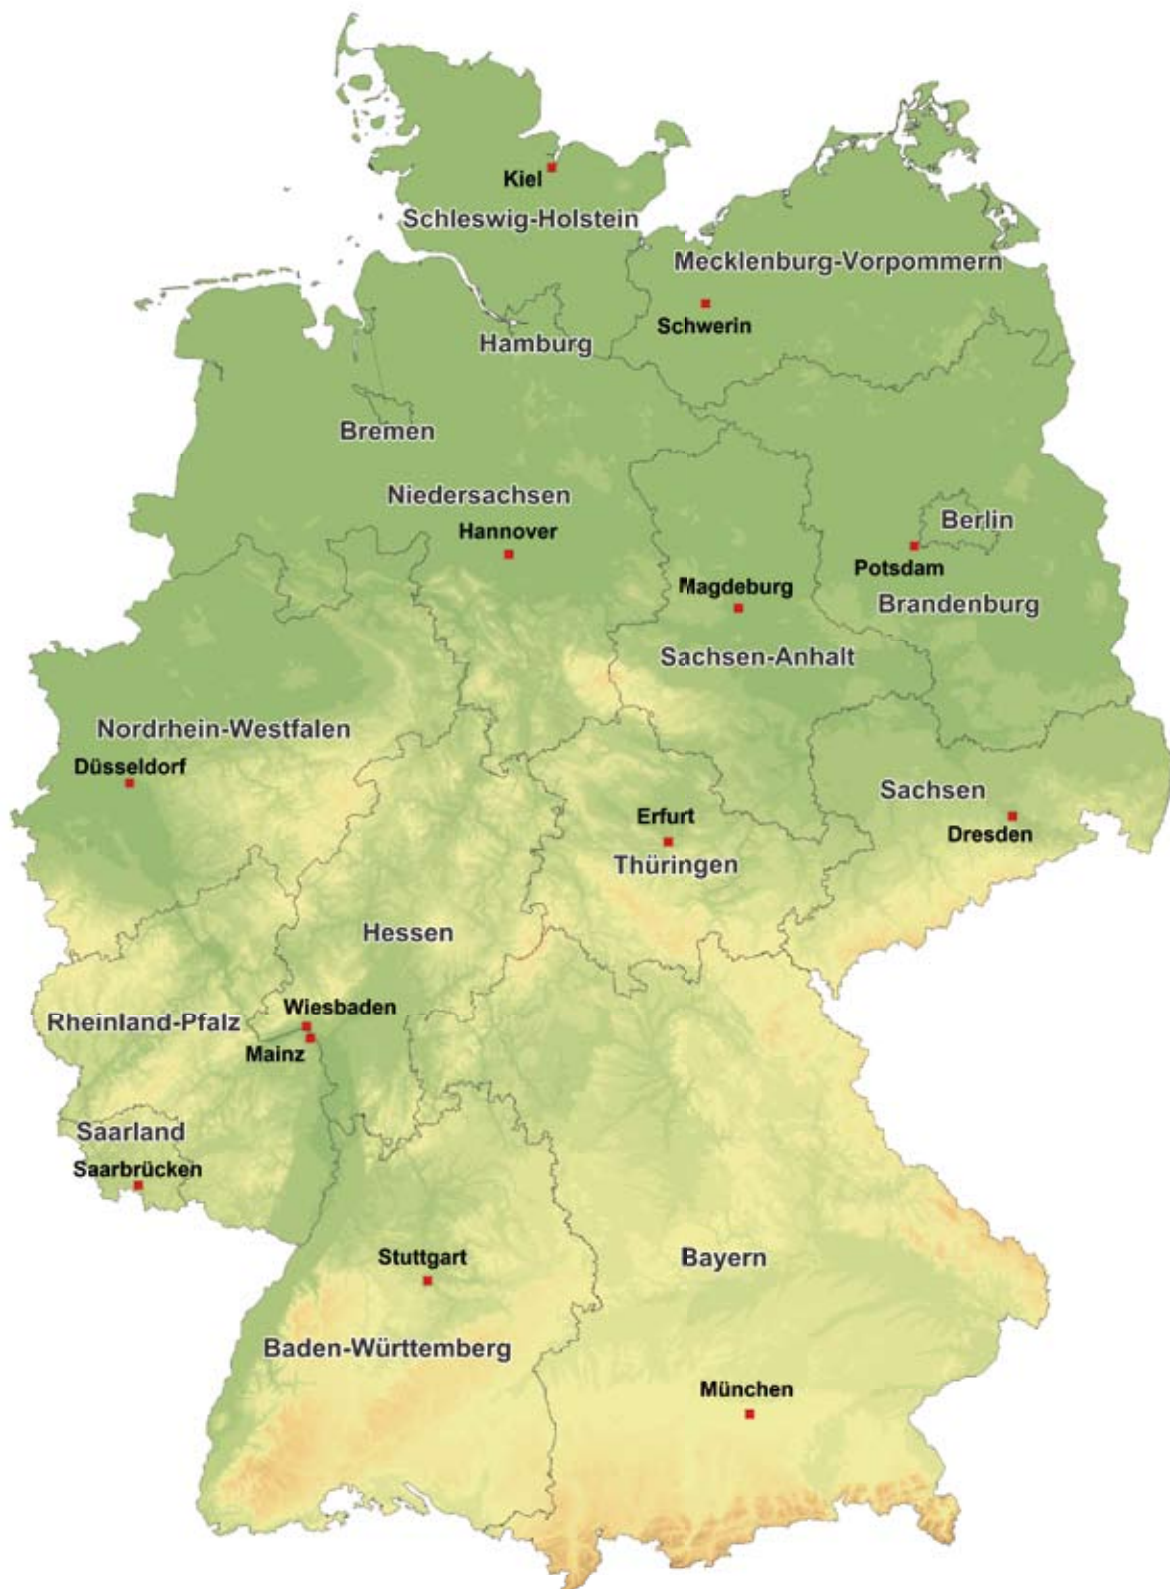 Kiel
Schleswig-Holstein
Mecklenburg-Vorpommern
Schwerin
Hamburg
Bremen
Niedersachsen
Hannover
Berlin
Potsdam
Magdeburg
Brandenburg
Sachsen-Anhalt
Nordrhein-Westfalen
Düsseldorf
Sachsen
Erfurt
Dresden
Thüringen
Hessen
Wiesbaden
Rheinland-Pfalz
Mainz
Saarland
Saarbrücken
Stuttgart
Bayern
Baden-Württemberg
München